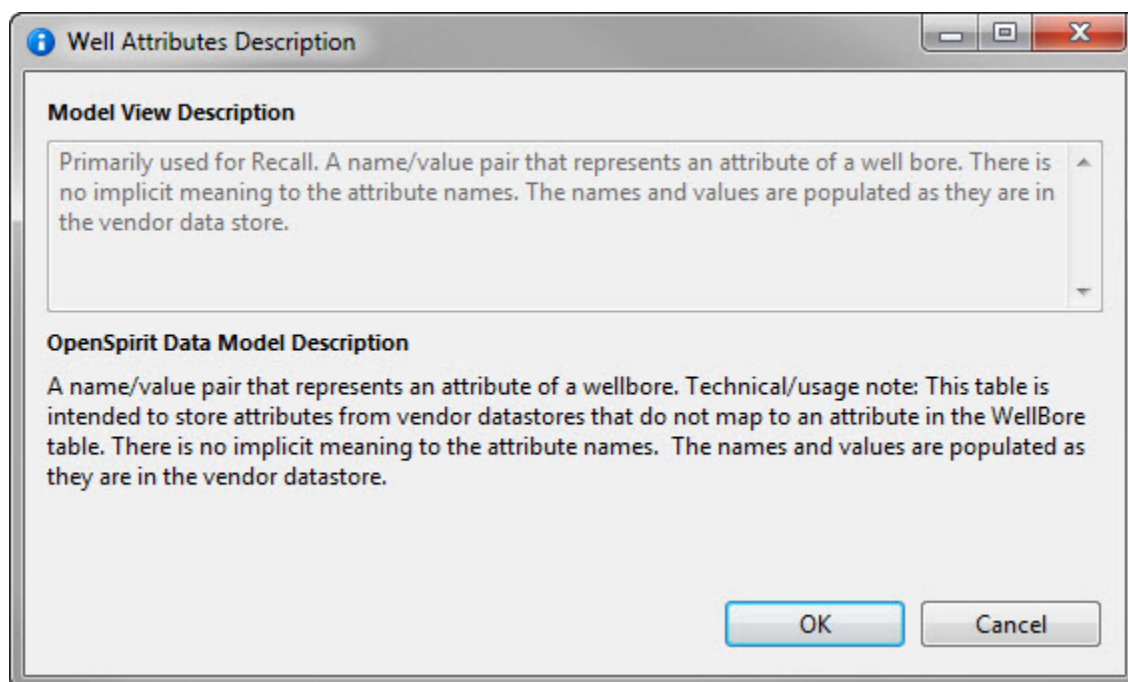 Well Attributes Description
Model View Description
Primarily used for Recall. A name/value pair that represents an attribute of a well bore. There is
no implicit meaning to the attribute names. The names and values are populated as they are in
the vendor data store.
OpenSpirit Data Model Description
A name/value pair that represents an attribute of a wellbore. Technical/usage note: This table is
intended to store attributes from vendor datastores that do not map to an attribute in the WellBore
table. There is no implicit meaning to the attribute names.  The names and values are populated as
they are in the vendor datastore.
OK
Cancel